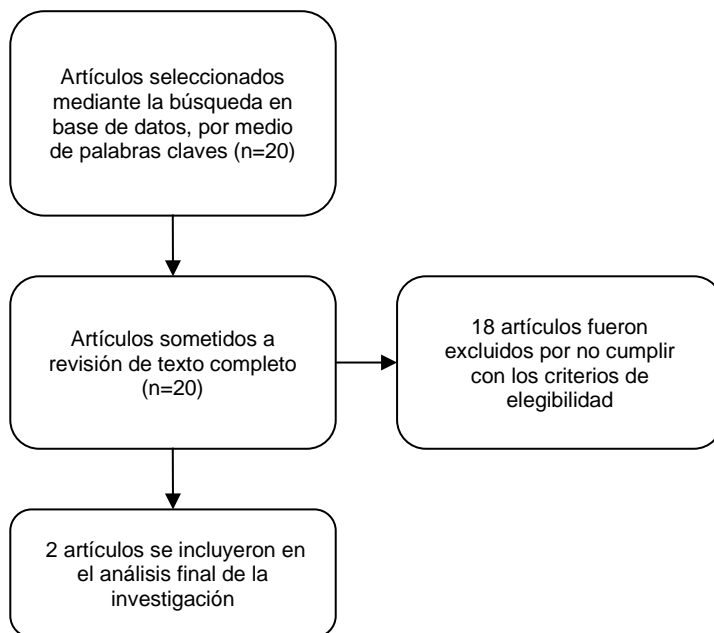 Artículos seleccionados
mediante la búsqueda en
base de datos, por medio
de palabras claves (n=20)
Artículos sometidos a
revisión de texto completo
(n=20)
18 artículos fueron
excluidos por no cumplir
con los criterios de
elegibilidad
2 artículos se incluyeron en
el análisis final de la
investigación